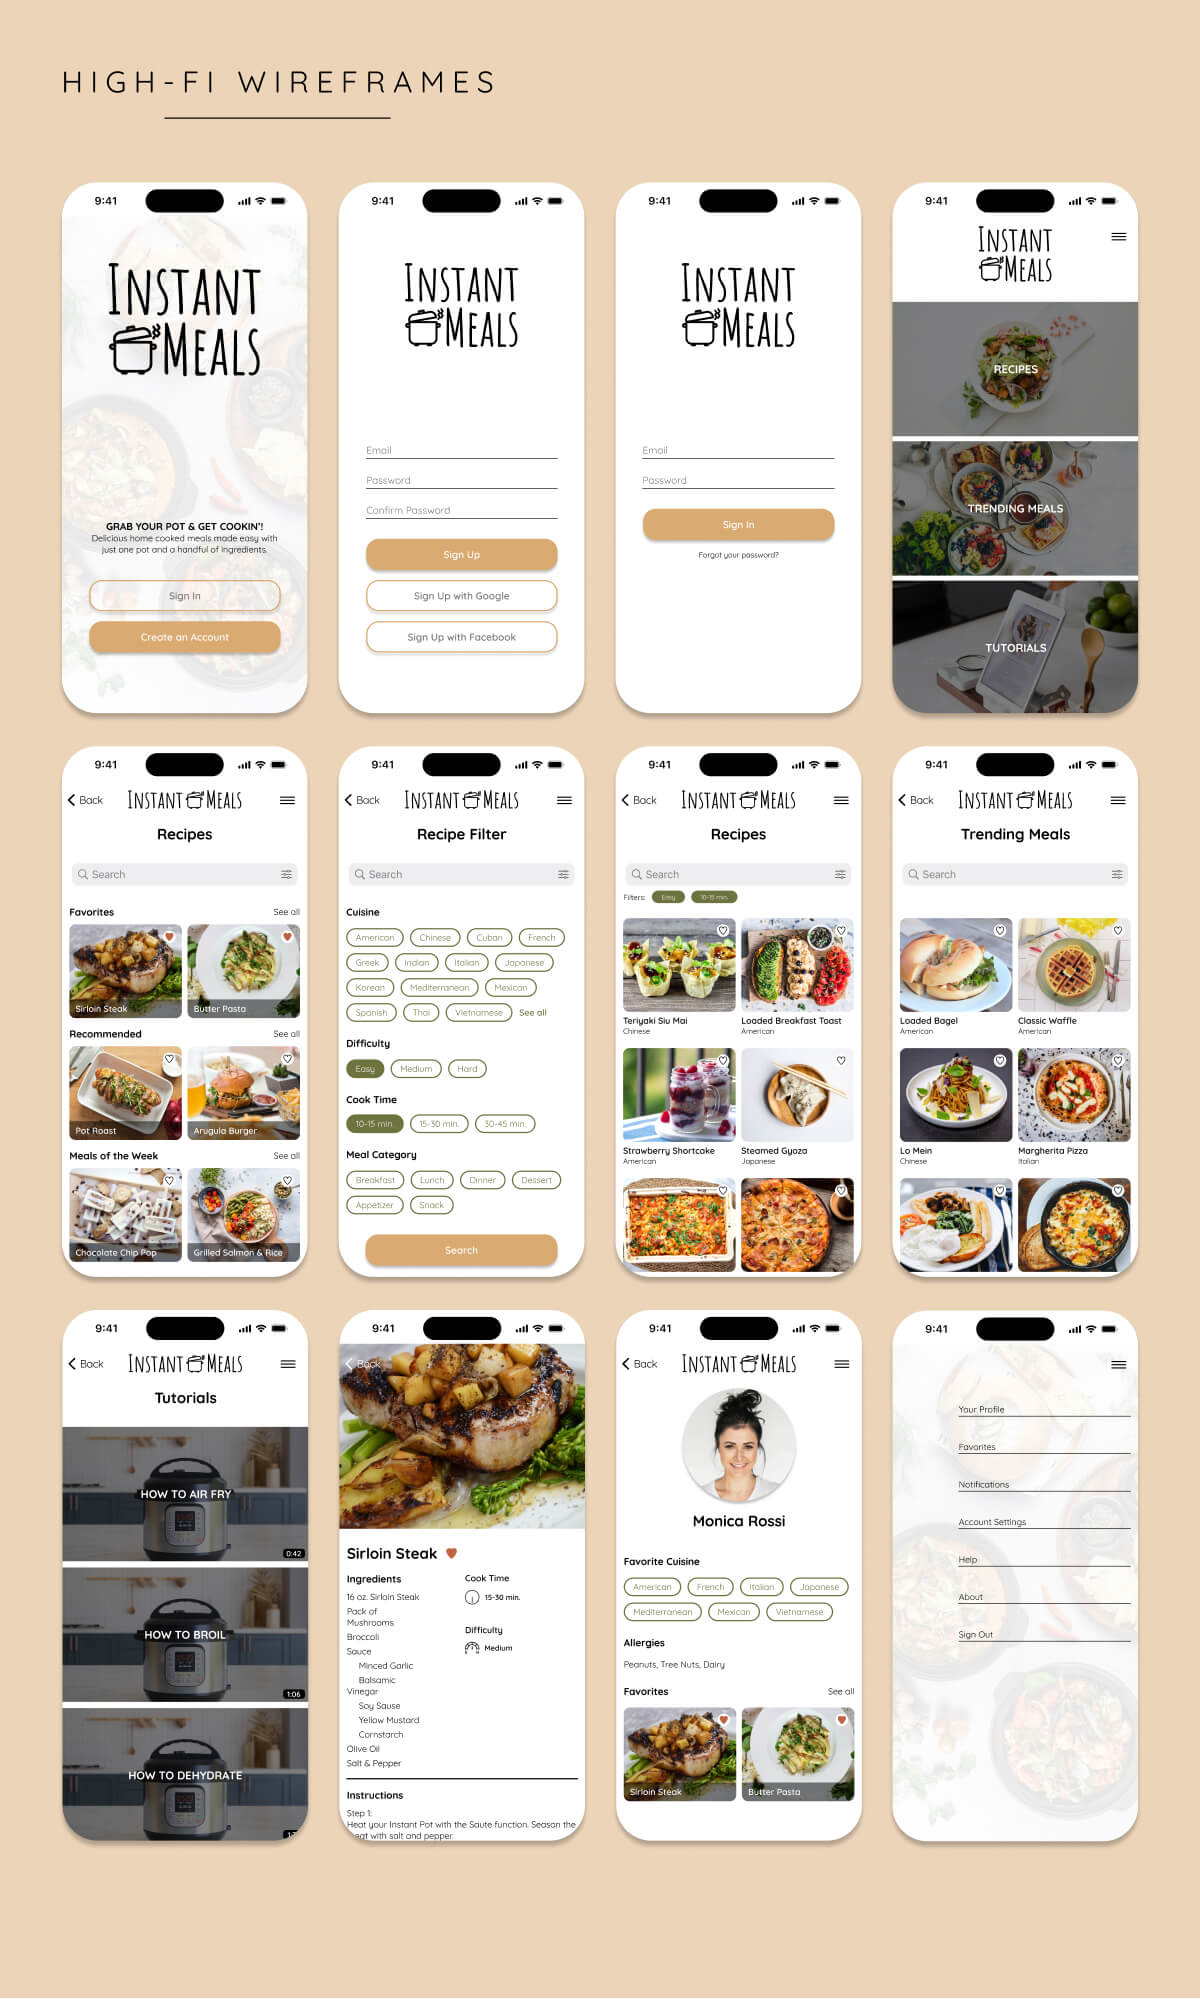 HIGH-FI WIREFRAMES
9:41
INSTANT
MEALS
GRAB YOUR POT & GET COOKIN'!
Delicious home cooked meals made easy with
just one pot and a handful of ingredients.
Sign In
Create an Account
9:41
INSTANT
MEALS
Email
Password
Confirm Password
Sign Up
Sign Up with Google
Sign Up with Facebook
9:41
INSTANT
MEALS
Email
Password
Sign In
Forgot your password?
9:41
INSTANT
MEALS
RECIPES
TRENDING MEALS
TUTORIALS
9:41
Back INSTANT MEALS
Recipes
Search
Favorites See all
Sirloin Steak Butter Pasta
Recommended See all
Pot Roast Arugula Burger
Meals of the Week See all
Chocolate Chip Pop Grilled Salmon & Rice
9:41
Back INSTANT MEALS
Recipe Filter
Search
Cuisine
American Chinese Cuban French
Greek Indian Italian Japanese
Korean Mediterranean Mexican
Spanish Thai Vietnamese See all
Difficulty
Easy Medium Hard
Cook Time
10-15 min. 15-30 min. 30-45 min.
Meal Category
Breakfast Lunch Dinner Dessert
Appetizer Snack
Search
9:41
Back INSTANT MEALS
Recipes
Search
Filters: Easy 10-15 min.
Teriyaki Siu Mai Loaded Breakfast Toast
Chinese American
Strawberry Shortcake Steamed Gyoza
American Japanese
9:41
Back INSTANT MEALS
Trending Meals
Search
Loaded Bagel Classic Waffle
American American
Lo Mein Margherita Pizza
Chinese Italian
9:41
Back INSTANT MEALS
Tutorials
HOW TO AIR FRY
0:42
HOW TO BROIL
1:06
HOW TO DEHYDRATE
9:41
Back
Sirloin Steak
Ingredients Cook Time
16 oz. Sirloin Steak 15-30 min.
Pack of
Mushrooms
Broccoli Difficulty
Sauce Medium
Minced Garlic
Balsamic
Vinegar
Soy Sause
Yellow Mustard
Cornstarch
Olive Oil
Salt & Pepper
Instructions
Step 1:
Heat your Instant Pot with the Saute function. Season the
meat with salt and pepper.
9:41
Back INSTANT MEALS
Monica Rossi
Favorite Cuisine
American French Italian Japanese
Mediterranean Mexican Vietnamese
Allergies
Peanuts, Tree Nuts, Dairy
Favorites See all
Sirloin Steak Butter Pasta
9:41
Your Profile
Favorites
Notifications
Account Settings
Help
About
Sign Out